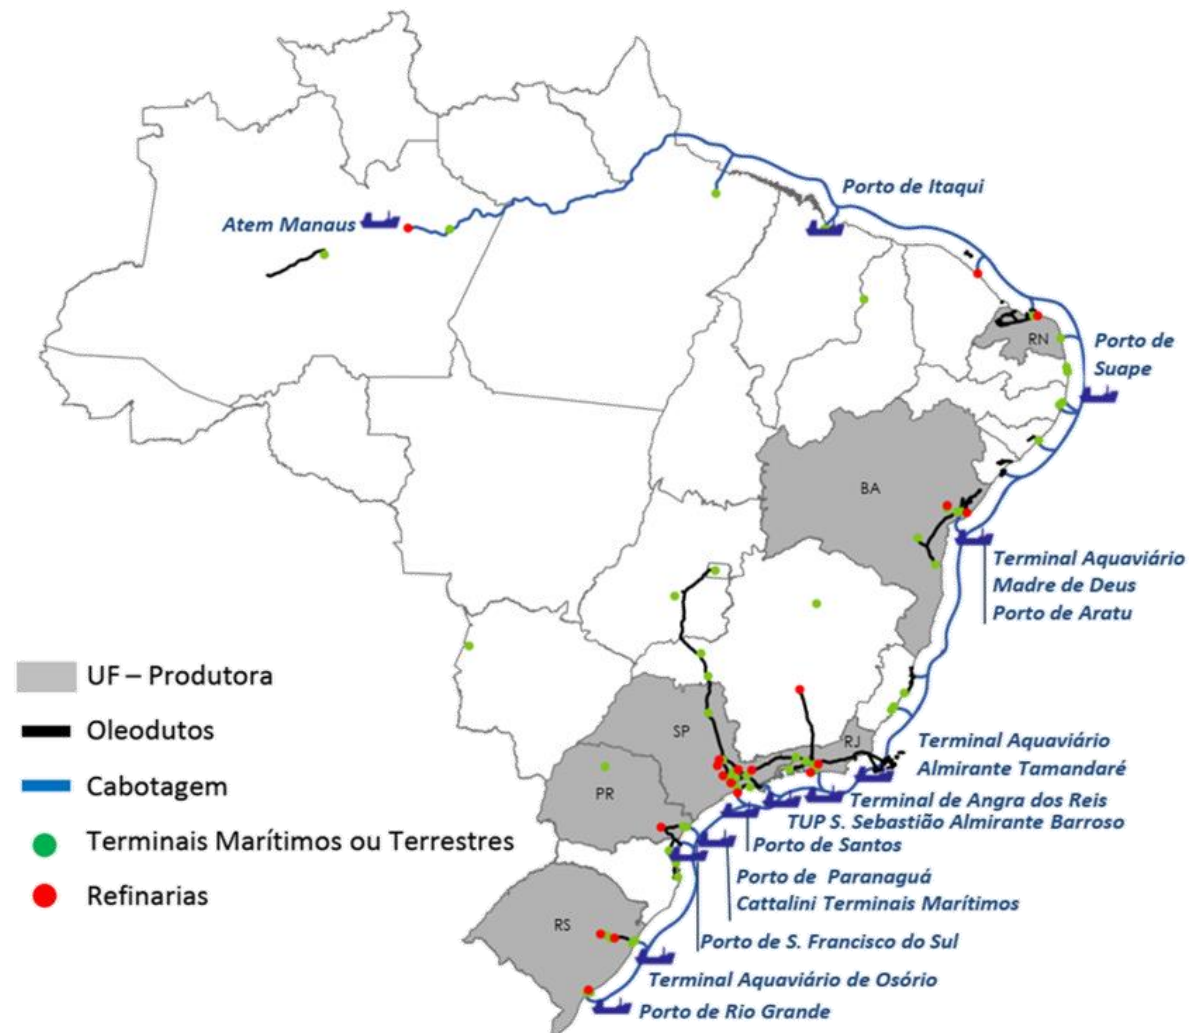 Porto de Itaqui
Atem Manaus
RN
Porto de
Suape
BA
Terminal Aquaviário
Madre de Deus
Porto de Aratu
UF – Produtora
Oleodutos
Cabotagem
Terminais Marítimos ou Terrestres
Refinarias
SP
RJ
PR
RS
Terminal Aquaviário
Almirante Tamandaré
Terminal de Angra dos Reis
TUP S. Sebastião Almirante Barroso
Porto de Santos
Porto de Paranaguá
Cattalini Terminais Marítimos
Porto de S. Francisco do Sul
Terminal Aquaviário de Osório
Porto de Rio Grande